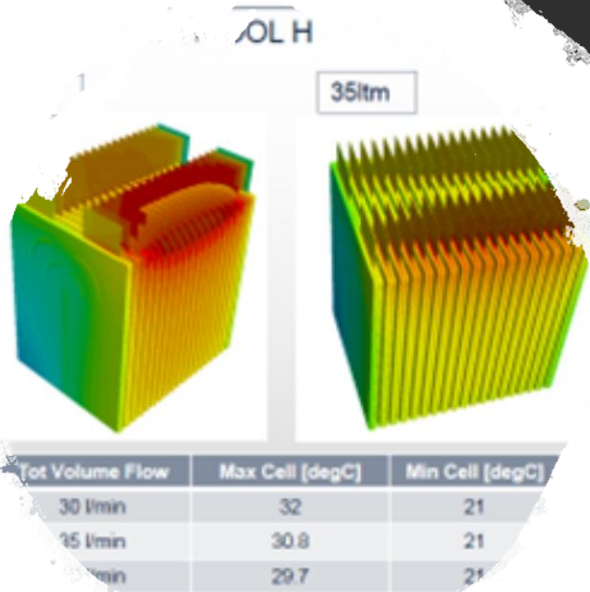 OL H
35ltm
Tot Volume Flow Max Cell [degC] Min Cell [degC]
30 l/min 32 21
35 l/min 30.8 21
29.7 21